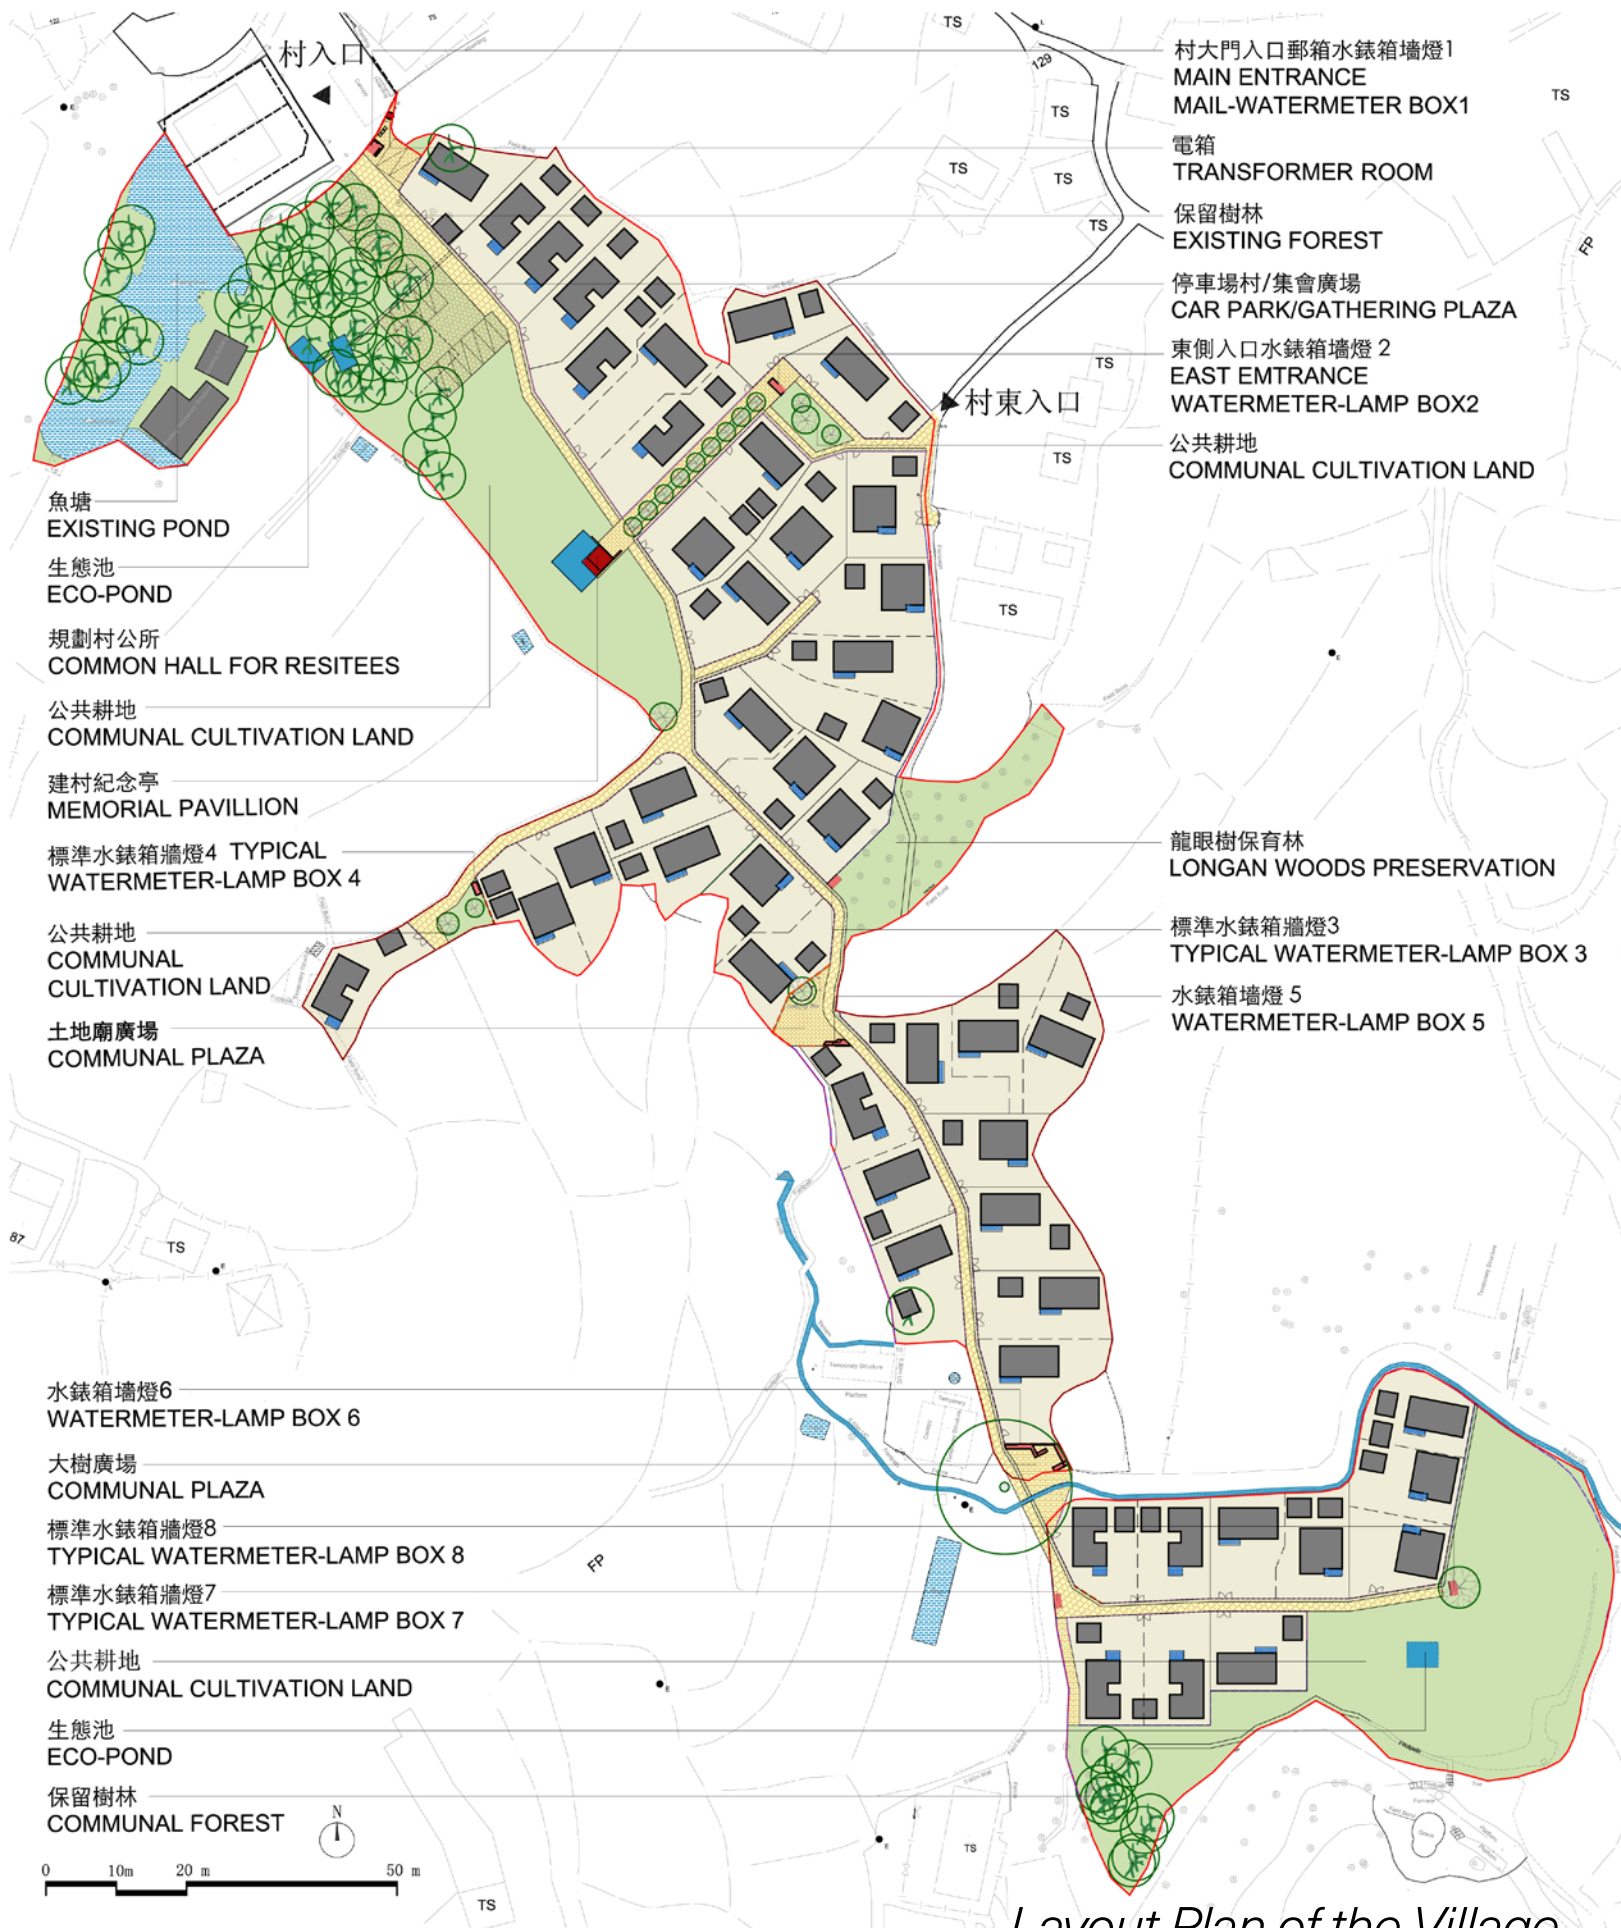 村入口
村大門入口郵箱水錶箱墻燈1
MAIN ENTRANCE
MAIL-WATERMETER BOX1
電箱
TRANSFORMER ROOM
保留樹林
EXISTING FOREST
停車場村/集會廣場
CAR PARK/GATHERING PLAZA
東側入口水錶箱墻燈 2
EAST EMTRANCE
WATERMETER-LAMP BOX2
村東入口
公共耕地
COMMUNAL CULTIVATION LAND
魚塘
EXISTING POND
生態池
ECO-POND
規劃村公所
COMMON HALL FOR RESITEES
公共耕地
COMMUNAL CULTIVATION LAND
建村紀念亭
MEMORIAL PAVILLION
標準水錶箱牆燈4 TYPICAL
WATERMETER-LAMP BOX 4
公共耕地
COMMUNAL
CULTIVATION LAND
土地廟廣場
COMMUNAL PLAZA
龍眼樹保育林
LONGAN WOODS PRESERVATION
標準水錶箱牆燈3
TYPICAL WATERMETER-LAMP BOX 3
水錶箱墻燈 5
WATERMETER-LAMP BOX 5
水錶箱墻燈6
WATERMETER-LAMP BOX 6
大樹廣場
COMMUNAL PLAZA
標準水錶箱牆燈8
TYPICAL WATERMETER-LAMP BOX 8
標準水錶箱牆燈7
TYPICAL WATERMETER-LAMP BOX 7
公共耕地
COMMUNAL CULTIVATION LAND
生態池
ECO-POND
保留樹林
COMMUNAL FOREST
N
0 10m 20 m 50 m
TS
TS
129
TS
TS
TS
TS
FP
TS
TS
TS
87
TS
FP
TS
TS
Layout Plan of the Village